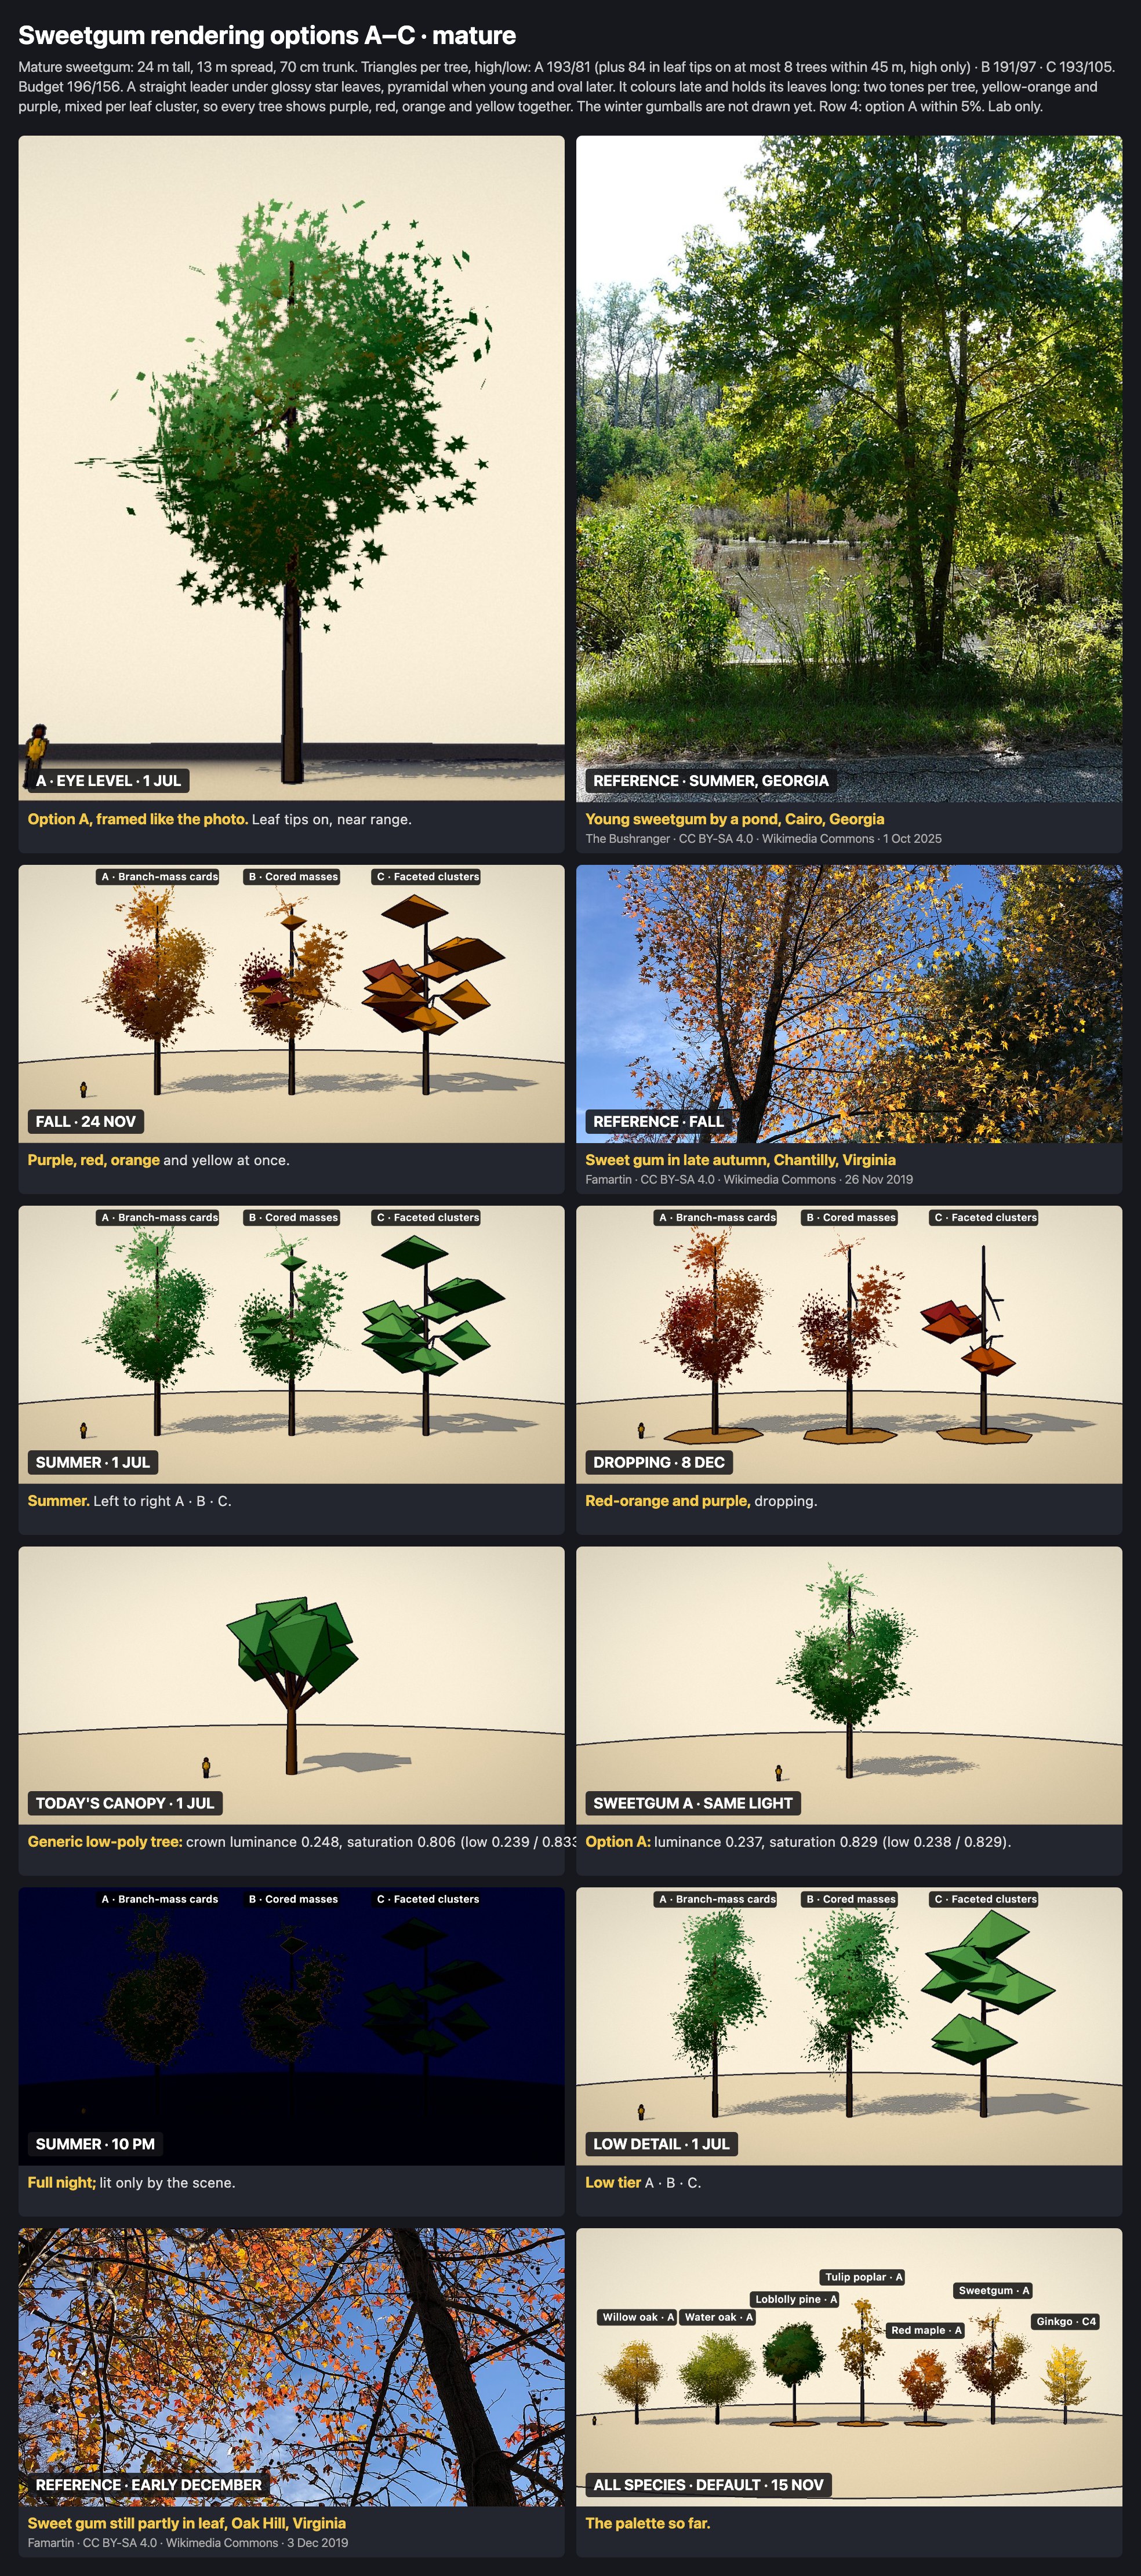 Sweetgum rendering options A–C · mature
Mature sweetgum: 24 m tall, 13 m spread, 70 cm trunk. Triangles per tree, high/low: A 193/81 (plus 84 in leaf tips on at most 8 trees within 45 m, high only) · B 191/97 · C 193/105.
Budget 196/156. A straight leader under glossy star leaves, pyramidal when young and oval later. It colours late and holds its leaves long: two tones per tree, yellow-orange and
purple, mixed per leaf cluster, so every tree shows purple, red, orange and yellow together. The winter gumballs are not drawn yet. Row 4: option A within 5%. Lab only.
A · EYE LEVEL · 1 JUL
Option A, framed like the photo. Leaf tips on, near range.
REFERENCE · SUMMER, GEORGIA
Young sweetgum by a pond, Cairo, Georgia
The Bushranger · CC BY-SA 4.0 · Wikimedia Commons · 1 Oct 2025
A · Branch-mass cards
B · Cored masses
C · Faceted clusters
FALL · 24 NOV
Purple, red, orange and yellow at once.
REFERENCE · FALL
Sweet gum in late autumn, Chantilly, Virginia
Famartin · CC BY-SA 4.0 · Wikimedia Commons · 26 Nov 2019
A · Branch-mass cards
B · Cored masses
C · Faceted clusters
SUMMER · 1 JUL
Summer. Left to right A · B · C.
A · Branch-mass cards
B · Cored masses
C · Faceted clusters
DROPPING · 8 DEC
Red-orange and purple, dropping.
TODAY'S CANOPY · 1 JUL
Generic low-poly tree: crown luminance 0.248, saturation 0.806 (low 0.239 / 0.833
SWEETGUM A · SAME LIGHT
Option A: luminance 0.237, saturation 0.829 (low 0.238 / 0.829).
A · Branch-mass cards
B · Cored masses
C · Faceted clusters
SUMMER · 10 PM
Full night; lit only by the scene.
A · Branch-mass cards
B · Cored masses
C · Faceted clusters
LOW DETAIL · 1 JUL
Low tier A · B · C.
REFERENCE · EARLY DECEMBER
Sweet gum still partly in leaf, Oak Hill, Virginia
Famartin · CC BY-SA 4.0 · Wikimedia Commons · 3 Dec 2019
Willow oak · A
Water oak · A
Loblolly pine · A
Tulip poplar · A
Red maple · A
Sweetgum · A
Ginkgo · C4
ALL SPECIES · DEFAULT · 15 NOV
The palette so far.